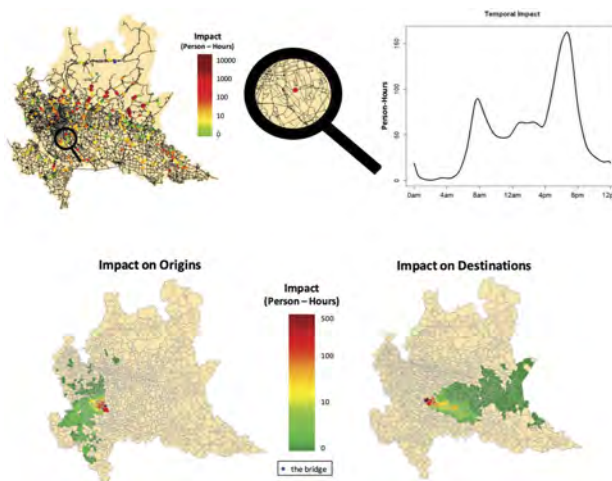 Impact
(Person – Hours)
10000
1000
100
10
0
Temporal Impact
Person-Hours
150
100
50
0
0am
4am
8am
12am
4pm
8pm
12p
Impact on Origins
Impact on Destinations
Impact
(Person – Hours)
500
100
10
0
the bridge